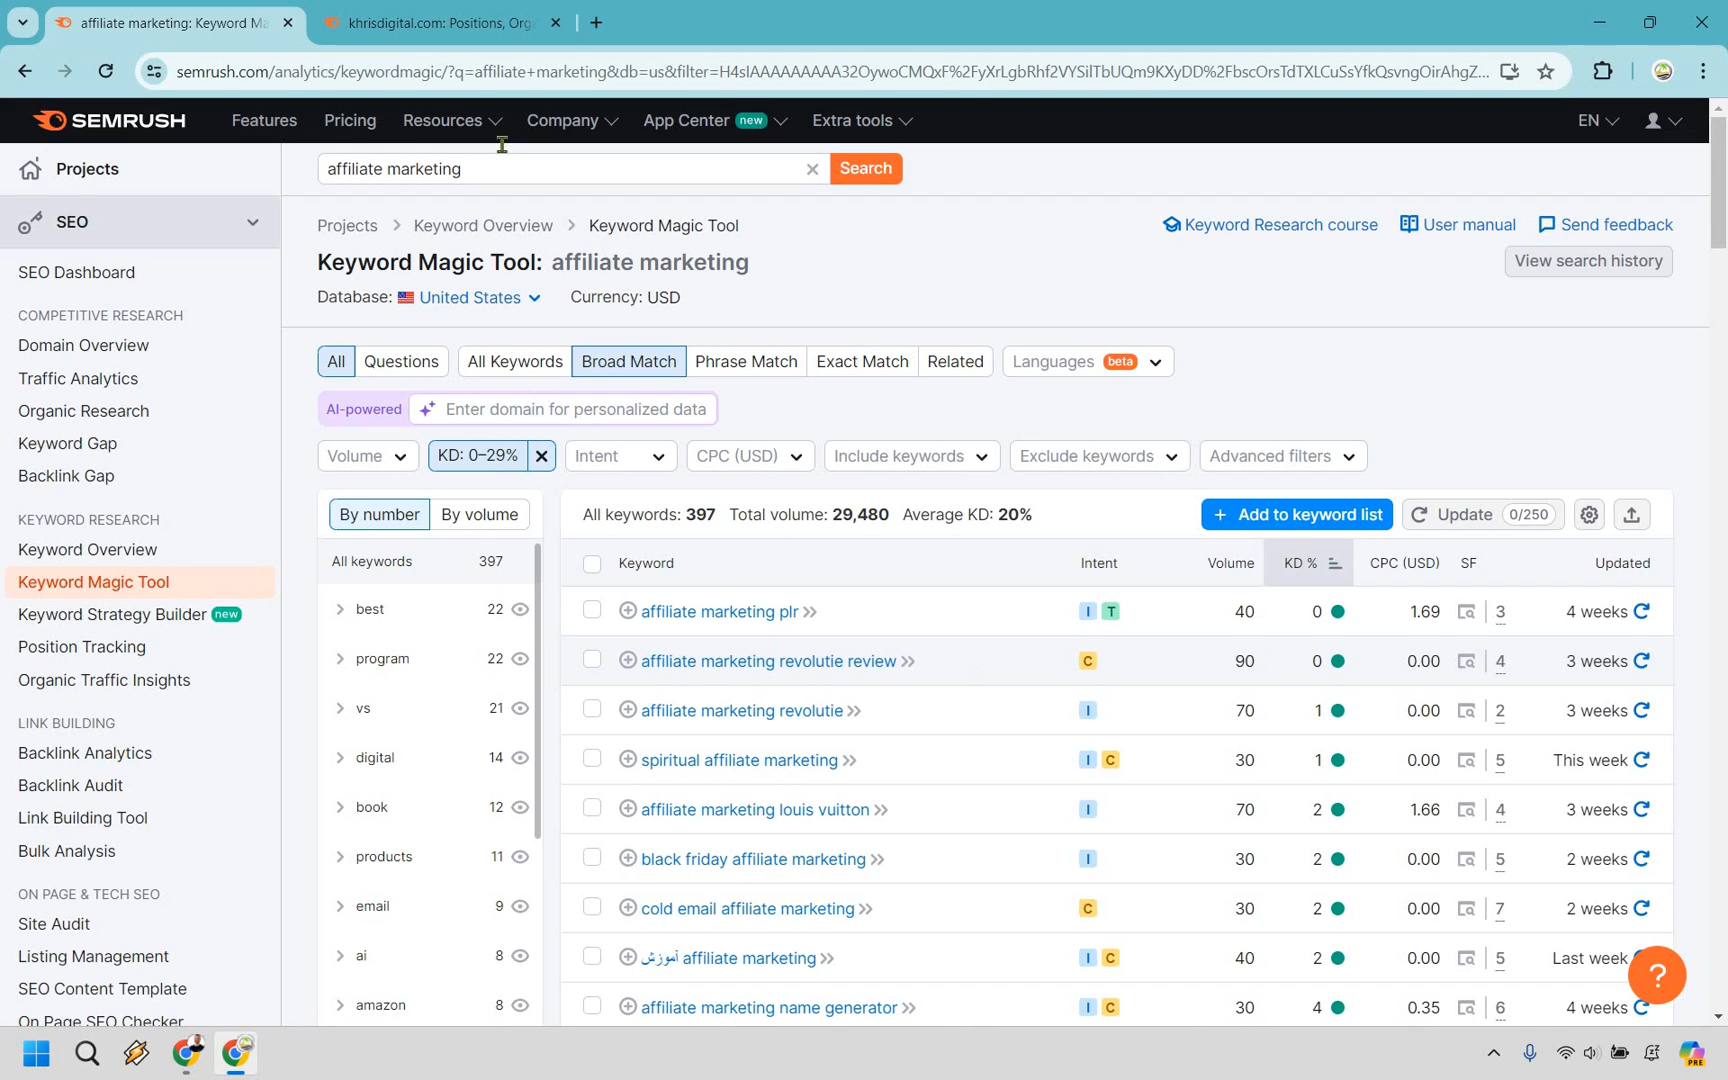 affiliate marketing: Keyword Ma
khrisdigital.com: Positions, Orga
semrush.com/analytics/keywordmagic/?q=affiliate+marketing&db=us&filter=H4sIAAAAAAAAA32OywoCMQxF%2FyXrLgbRhf2VYSilTbUQm9KXyDD%2FbscOrsTdTXLCuSsYfkQsvngOirAhgZ...
SEMRUSH
Features
Pricing
Resources
Company
App Center new
Extra tools
EN
Projects
affiliate marketing
Search
SEO
Projects > Keyword Overview > Keyword Magic Tool
Keyword Research course
User manual
Send feedback
Keyword Magic Tool: affiliate marketing
View search history
Database: United States
Currency: USD
SEO Dashboard
COMPETITIVE RESEARCH
Domain Overview
Traffic Analytics
Organic Research
Keyword Gap
Backlink Gap
KEYWORD RESEARCH
Keyword Overview
Keyword Magic Tool
Keyword Strategy Builder new
Position Tracking
Organic Traffic Insights
LINK BUILDING
Backlink Analytics
Backlink Audit
Link Building Tool
Bulk Analysis
ON PAGE & TECH SEO
Site Audit
Listing Management
SEO Content Template
On Page SEO Checker
All Questions
All Keywords Broad Match Phrase Match Exact Match Related
Languages beta
AI-powered Enter domain for personalized data
Volume KD: 0–29% Intent CPC (USD) Include keywords Exclude keywords Advanced filters
By number By volume
All keywords 397
best 22
program 22
vs 21
digital 14
book 12
products 11
email 9
ai 8
amazon 8
All keywords: 397 Total volume: 29,480 Average KD: 20%
+ Add to keyword list
Update 0/250
Keyword Intent Volume KD % CPC (USD) SF Updated
affiliate marketing plr I T 40 0 1.69 3 4 weeks
affiliate marketing revolutie review C 90 0 0.00 4 3 weeks
affiliate marketing revolutie I 70 1 0.00 2 3 weeks
spiritual affiliate marketing I C 30 1 0.00 5 This week
affiliate marketing louis vuitton I 70 2 1.66 4 3 weeks
black friday affiliate marketing I 30 2 0.00 5 2 weeks
cold email affiliate marketing C 30 2 0.00 7 2 weeks
آموزش affiliate marketing I C 40 2 0.00 5 Last week
affiliate marketing name generator I C 30 4 0.35 6 4 weeks
?
PRE